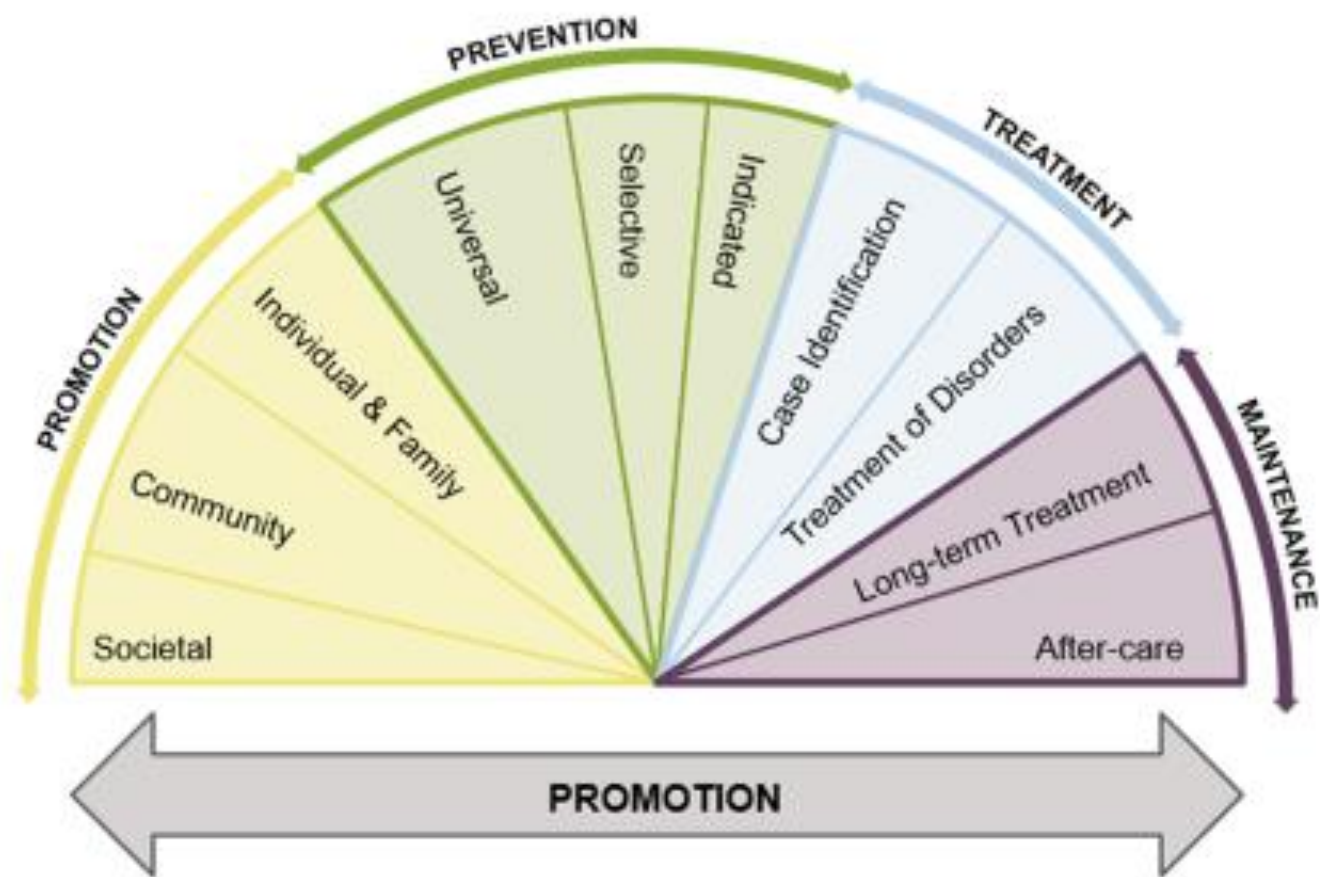 PROMOTION
PREVENTION
TREATMENT
MAINTENANCE
Societal
Community
Individual & Family
Universal
Selective
Indicated
Case Identification
Treatment of Disorders
Long-term Treatment
After-care
PROMOTION